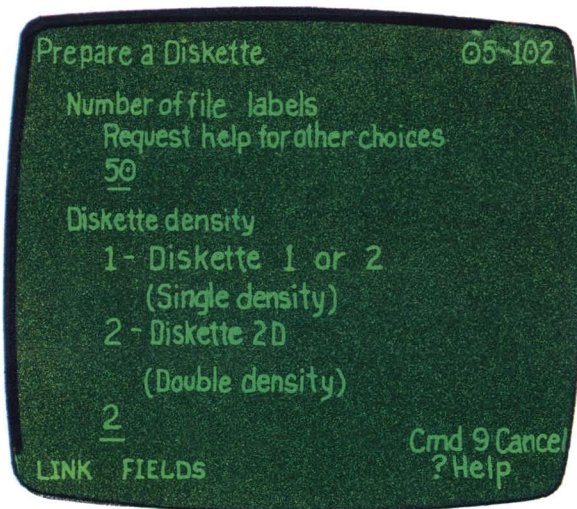 Prepare a Diskette 05-102
Number of file labels
Request help for other choices
50
Diskette density
1 - Diskette 1 or 2
(Single density)
2 - Diskette 2D
(Double density)
2
Cmd 9 Cancel
LINK FIELDS ? Help